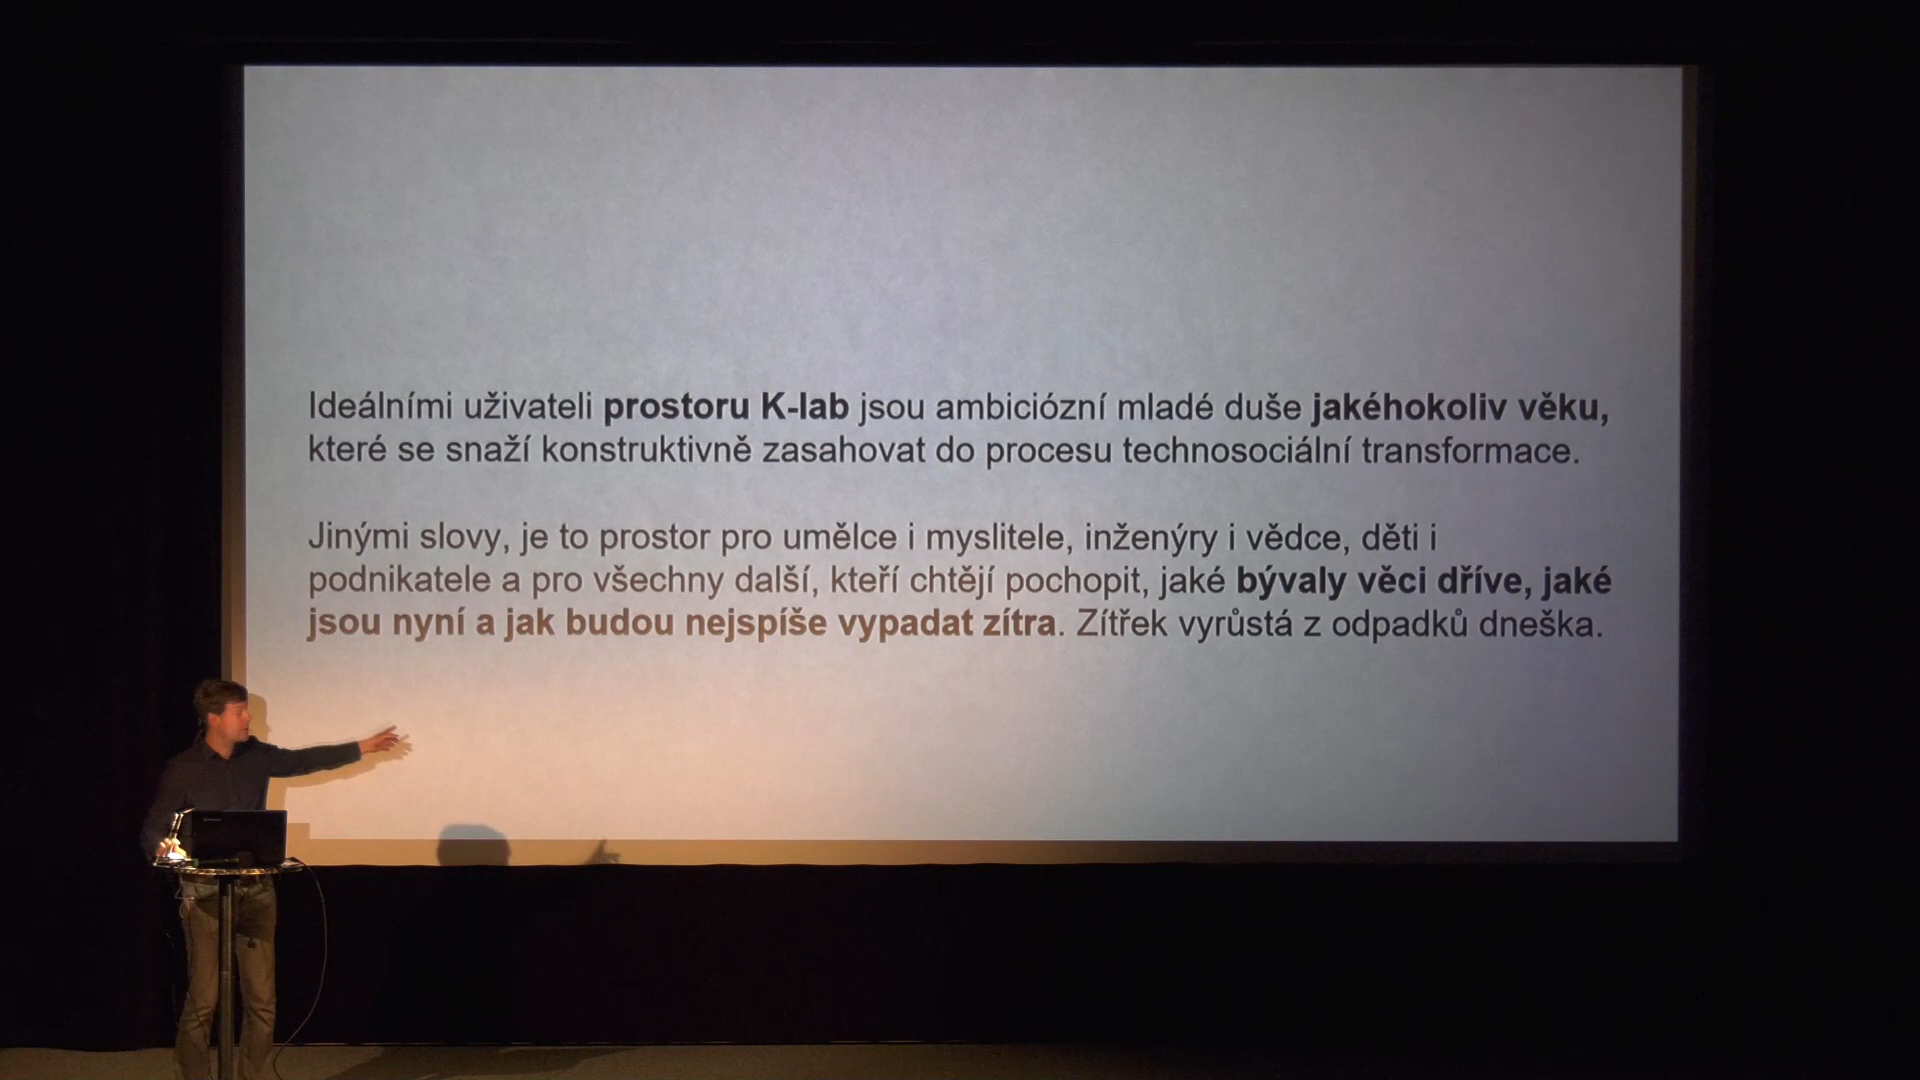 Ideálními uživateli prostoru K-lab jsou ambiciózní mladé duše jakéhokoliv věku,
které se snaží konstruktivně zasahovat do procesu technosociální transformace.
Jinými slovy, je to prostor pro umělce i myslitele, inženýry i vědce, děti i
podnikatele a pro všechny další, kteří chtějí pochopit, jaké bývaly věci dříve, jaké
jsou nyní a jak budou nejspíše vypadat zítra. Zítřek vyrůstá z odpadků dneška.